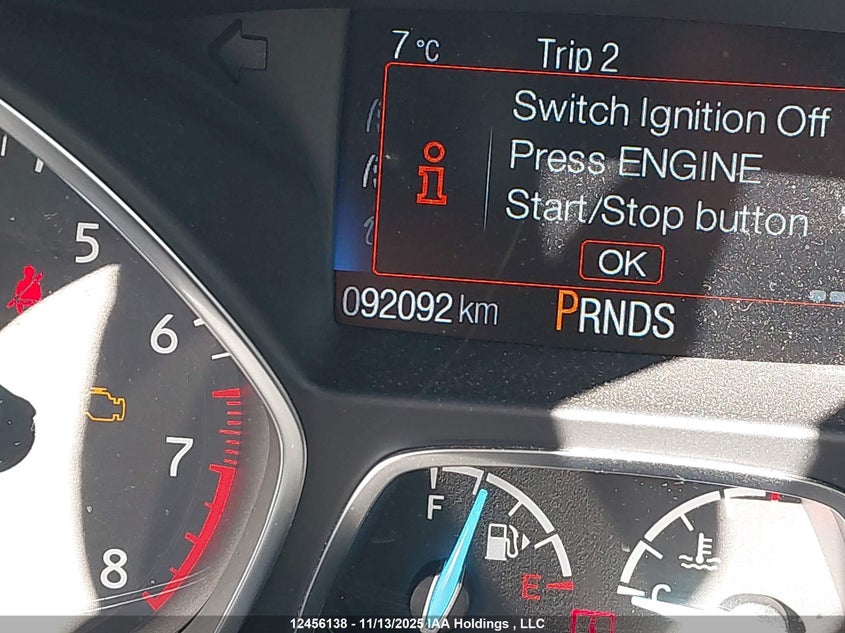 7 °C Trip 2
Switch Ignition Off
Press ENGINE
Start/Stop button
OK
092092 km PRNDS
5
6
7
8
F
E
C
12456138 - 11/13/2025 IAA Holdings , LLC